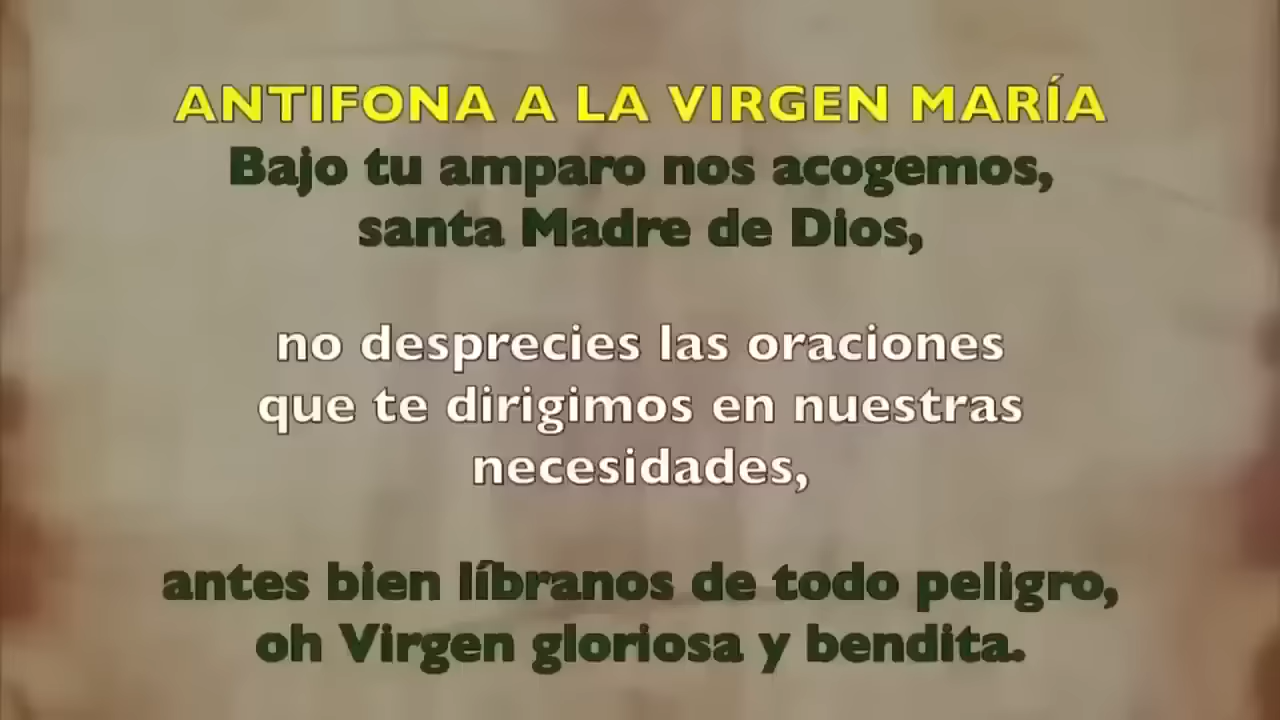 ANTIFONA A LA VIRGEN MARÍA
Bajo tu amparo nos acogemos,
santa Madre de Dios,
no desprecies las oraciones
que te dirigimos en nuestras
necesidades,
antes bien líbranos de todo peligro,
oh Virgen gloriosa y bendita.